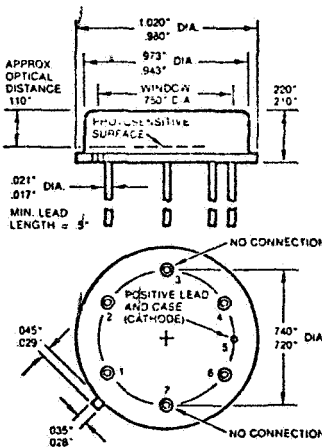 1.020" DIA.
.980"
.973" DIA
.943"
APPROX
OPTICAL
DISTANCE
110"
WINDOW
.750" DIA
220"
210"
PHOTOSENSITIVE
SURFACE
.021" DIA.
.017"
MIN. LEAD
LENGTH = .5"
NO CONNECTION
3
POSITIVE LEAD
AND CASE
(CATHODE)
2
4
5
1
6
7
740" DIA
720"
.045"
.029"
.035"
.028"
NO CONNECTION